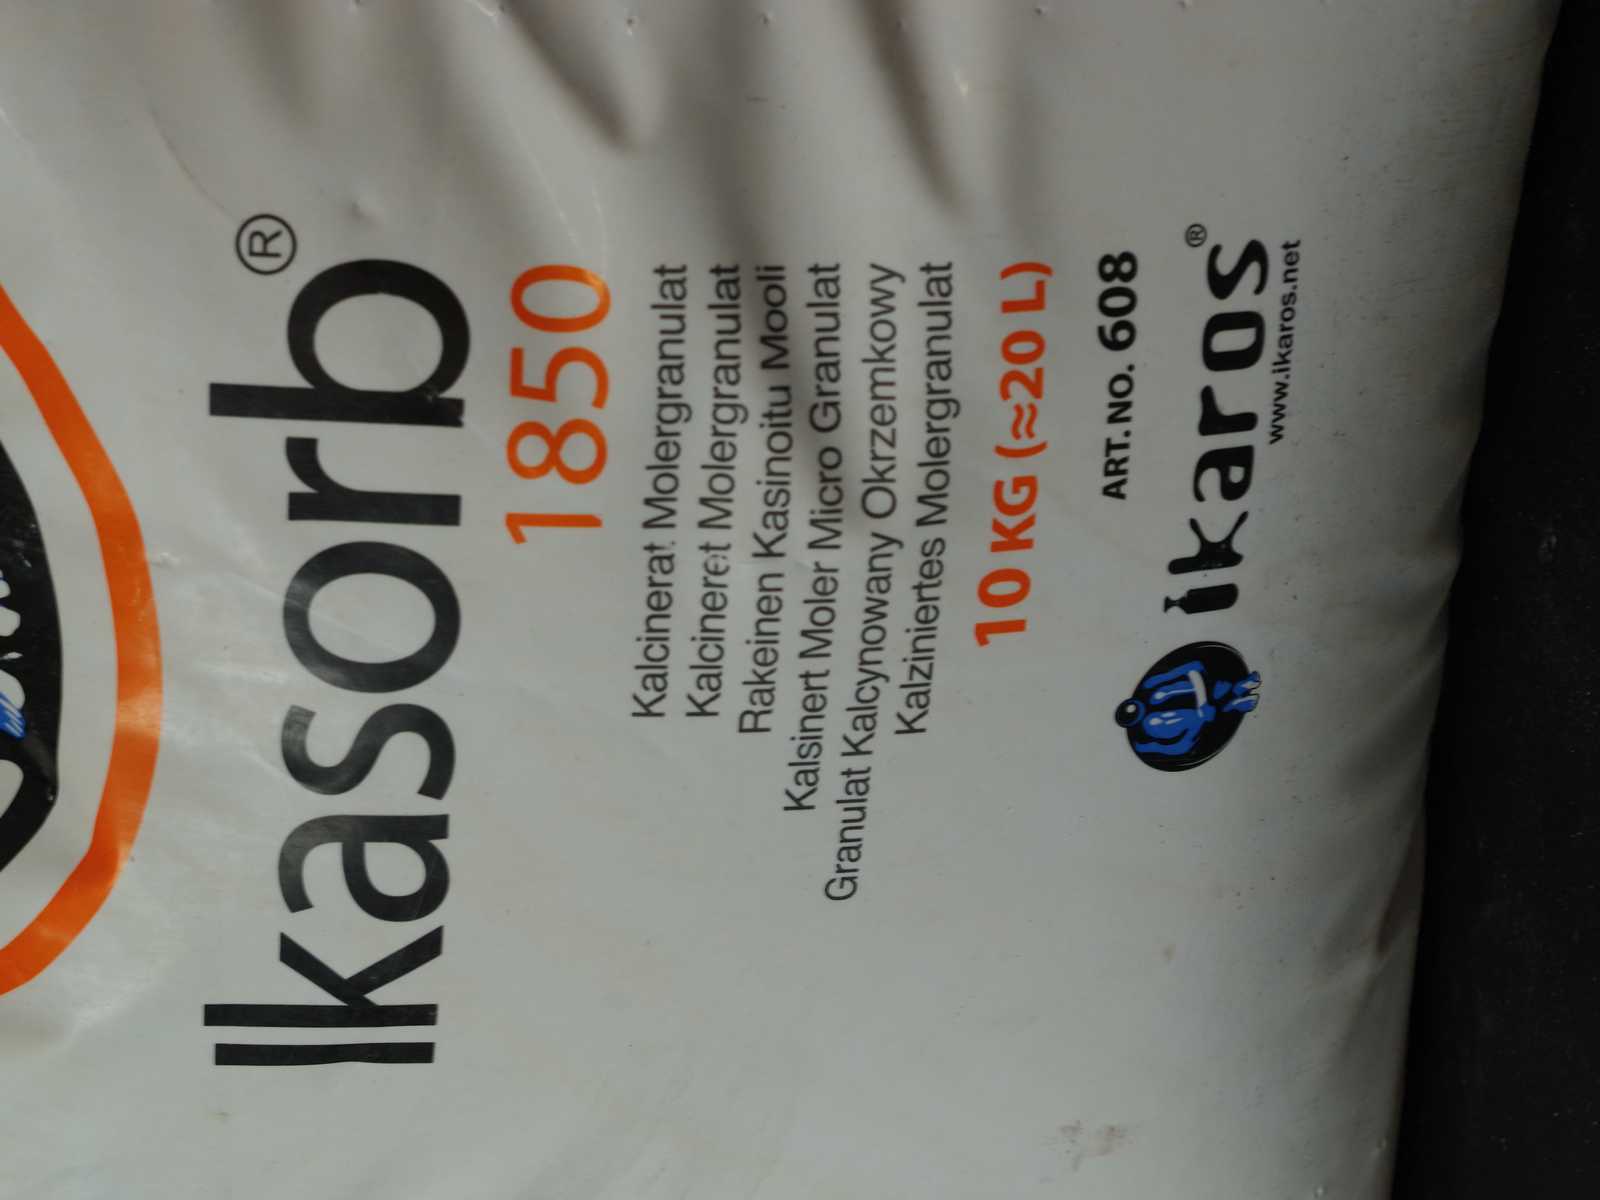 Ikasorb®
1850
Kalcinerat Molergranulat
Kalcineret Molergranulat
Rakeinen Kasinoitu Mooli
Kalsinert Moler Micro Granulat
Granulat Kalcynowany Okrzemkowy
Kalziniertes Molergranulat
10 KG (≈20 L)
ART. NO. 608
ikaros®
www.ikaros.net